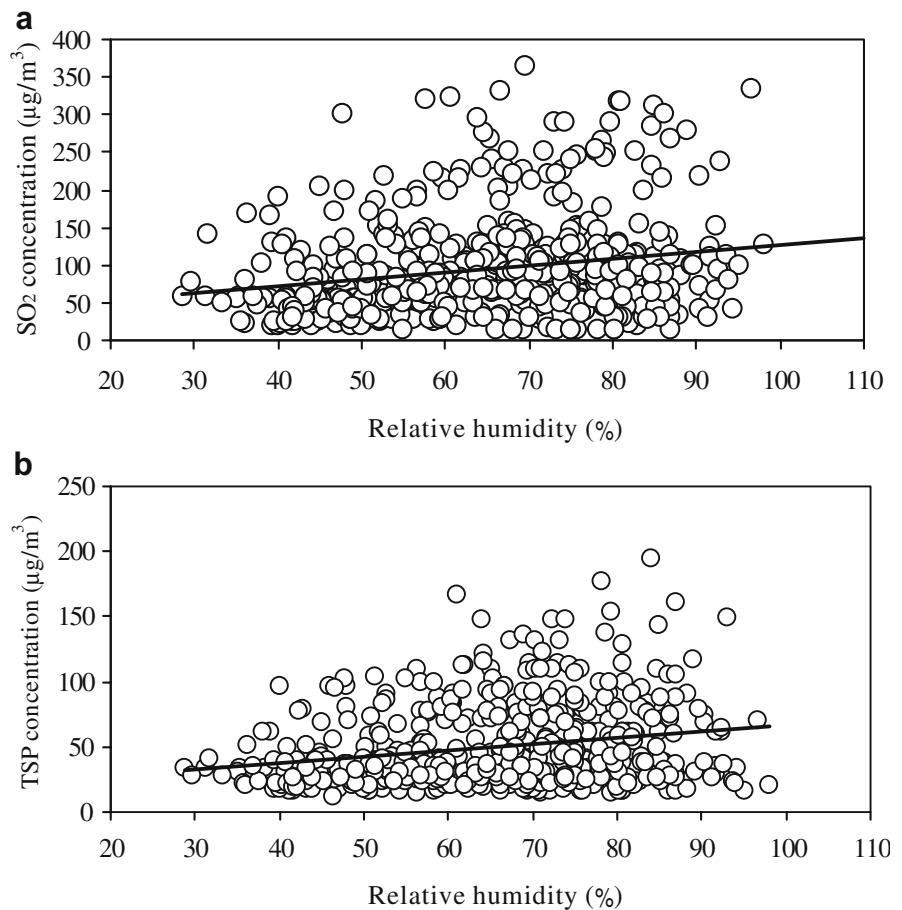 a
SO₂ concentration (µg/m³)
400
350
300
250
200
150
100
50
0
20 30 40 50 60 70 80 90 100 110
Relative humidity (%)
b
TSP concentration (µg/m³)
250
200
150
100
50
0
20 30 40 50 60 70 80 90 100 110
Relative humidity (%)